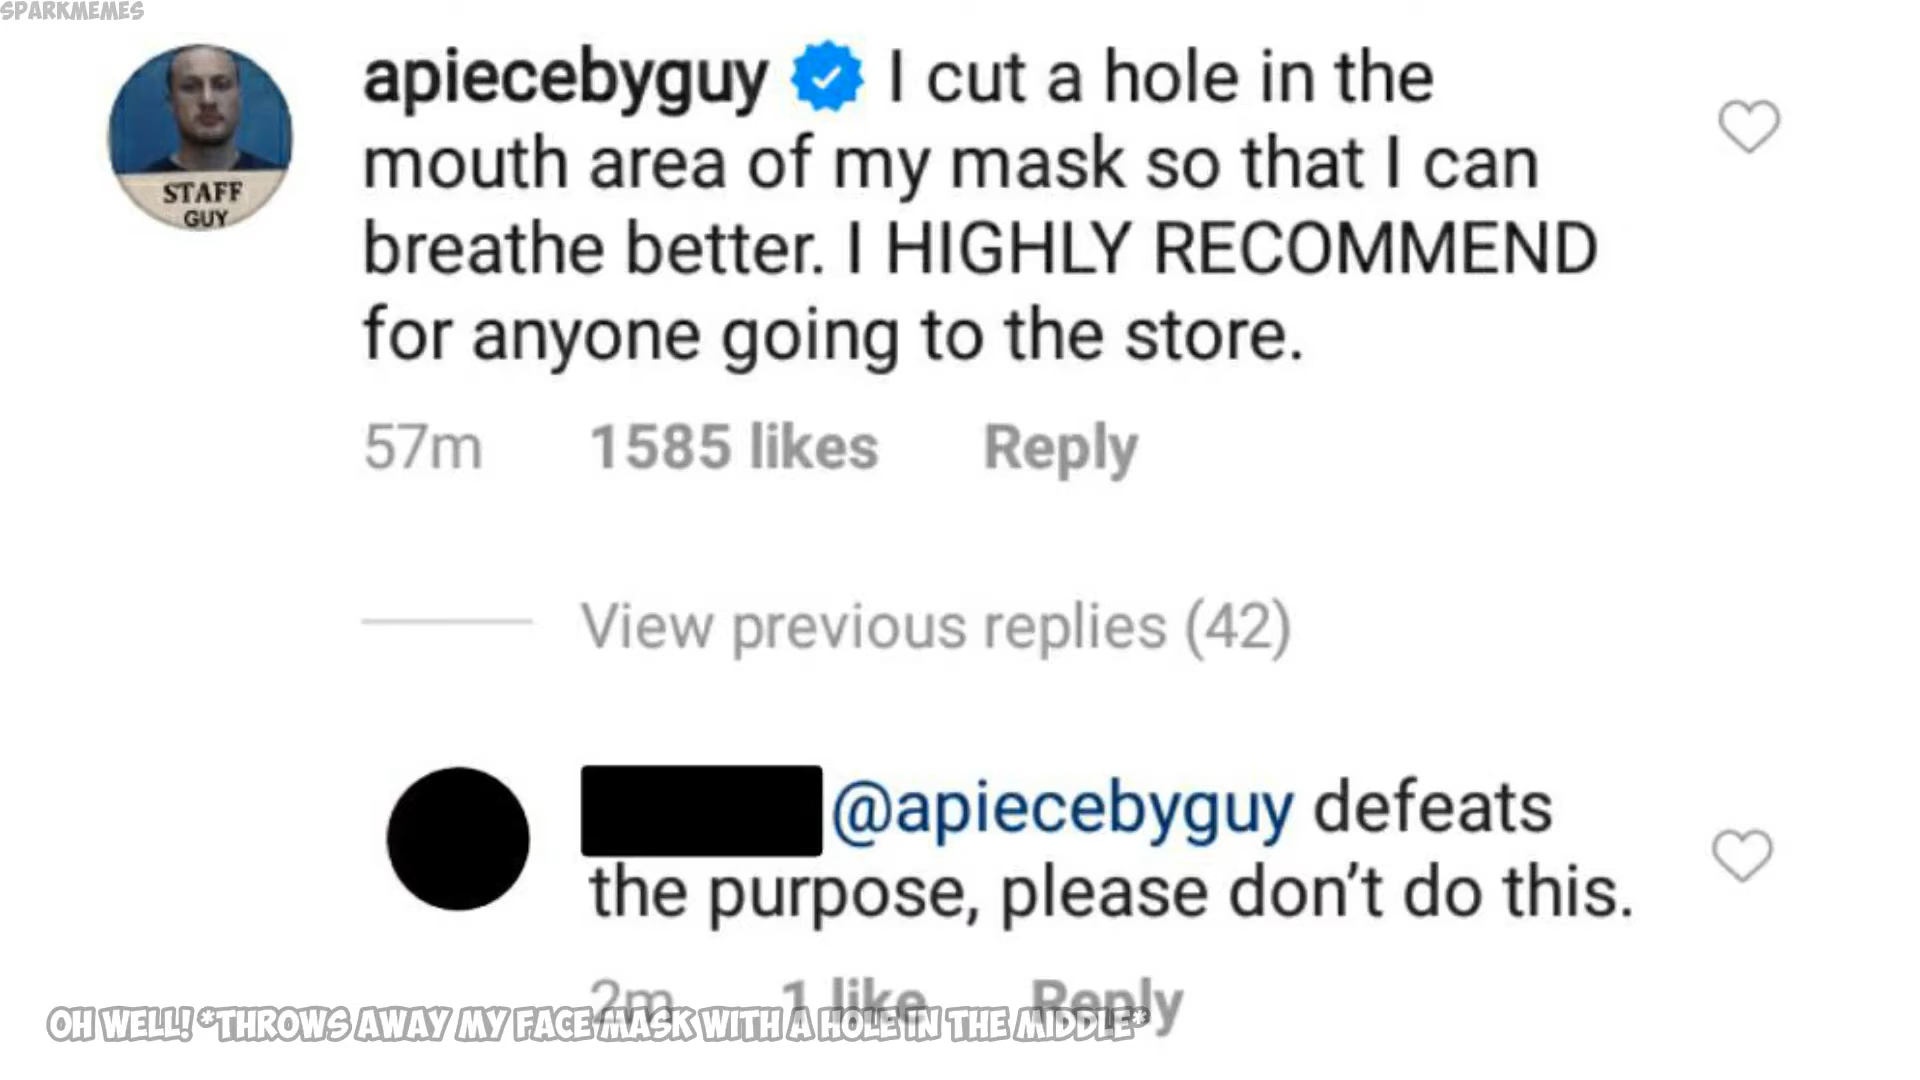 SPARKMEMES
apiecebyguy I cut a hole in the
mouth area of my mask so that I can
breathe better. I HIGHLY RECOMMEND
for anyone going to the store.
STAFF
GUY
57m 1585 likes Reply
View previous replies (42)
@apiecebyguy defeats
the purpose, please don't do this.
2m 1 like Reply
OH WELL! *THROWS AWAY MY FACE MASK WITH A HOLE IN THE MIDDLE*